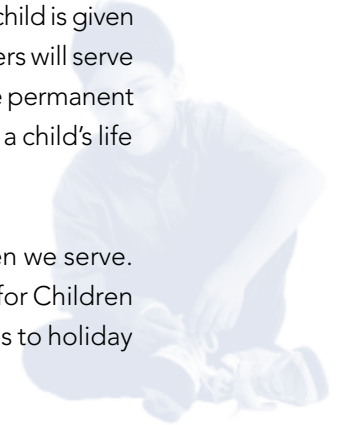 child is given
ers will serve
e permanent
a child's life
en we serve.
for Children
s to holiday